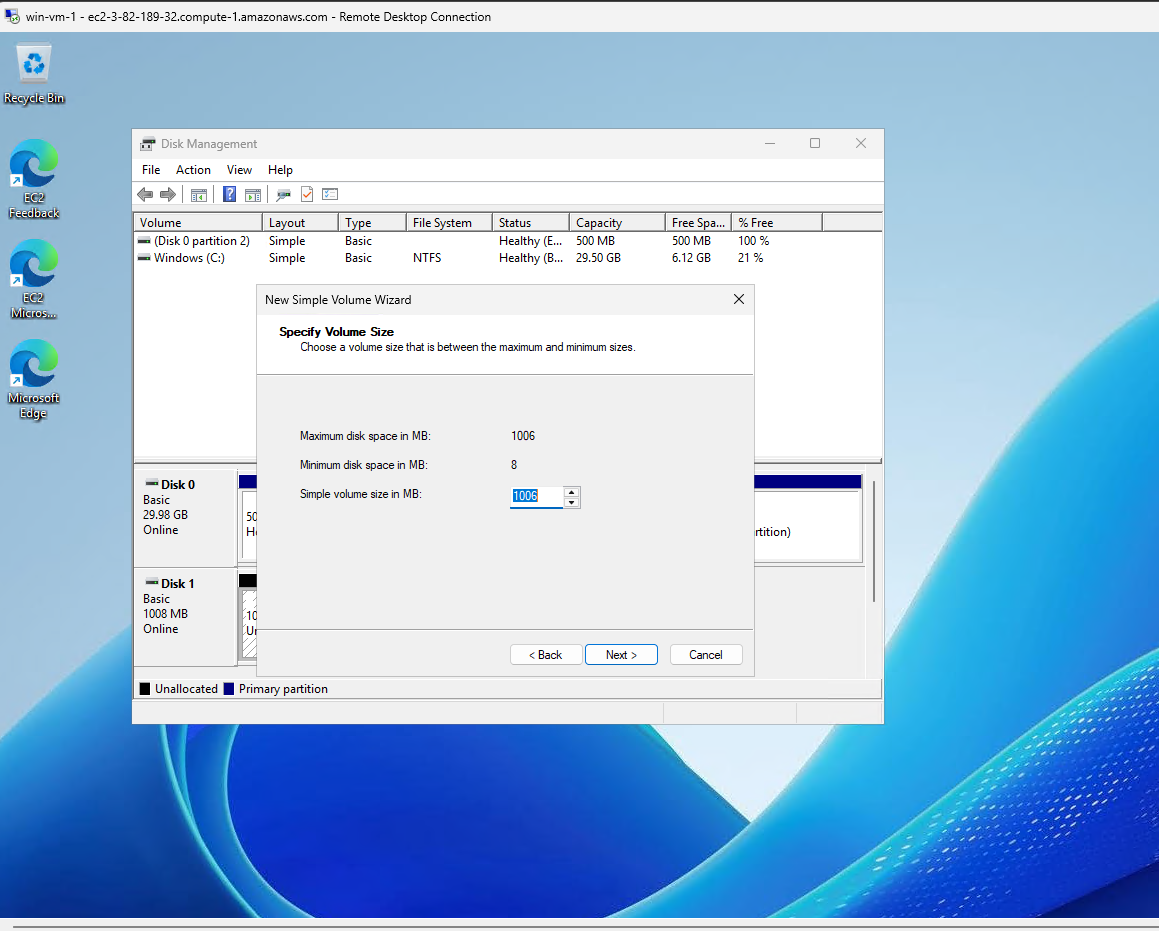 win-vm-1 - ec2-3-82-189-32.compute-1.amazonaws.com - Remote Desktop Connection
Recycle Bin
EC2
Feedback
EC2
Micros...
Microsoft
Edge
Disk Management
File Action View Help
Volume Layout Type File System Status Capacity Free Spa... % Free
(Disk 0 partition 2) Simple Basic Healthy (E... 500 MB 500 MB 100 %
Windows (C:) Simple Basic NTFS Healthy (B... 29.50 GB 6.12 GB 21 %
New Simple Volume Wizard
Specify Volume Size
Choose a volume size that is between the maximum and minimum sizes.
Maximum disk space in MB: 1006
Minimum disk space in MB: 8
Simple volume size in MB: 1006
< Back Next > Cancel
Disk 0
Basic
29.98 GB
Online
50
He
rtition)
Disk 1
Basic
1008 MB
Online
10
Un
Unallocated Primary partition